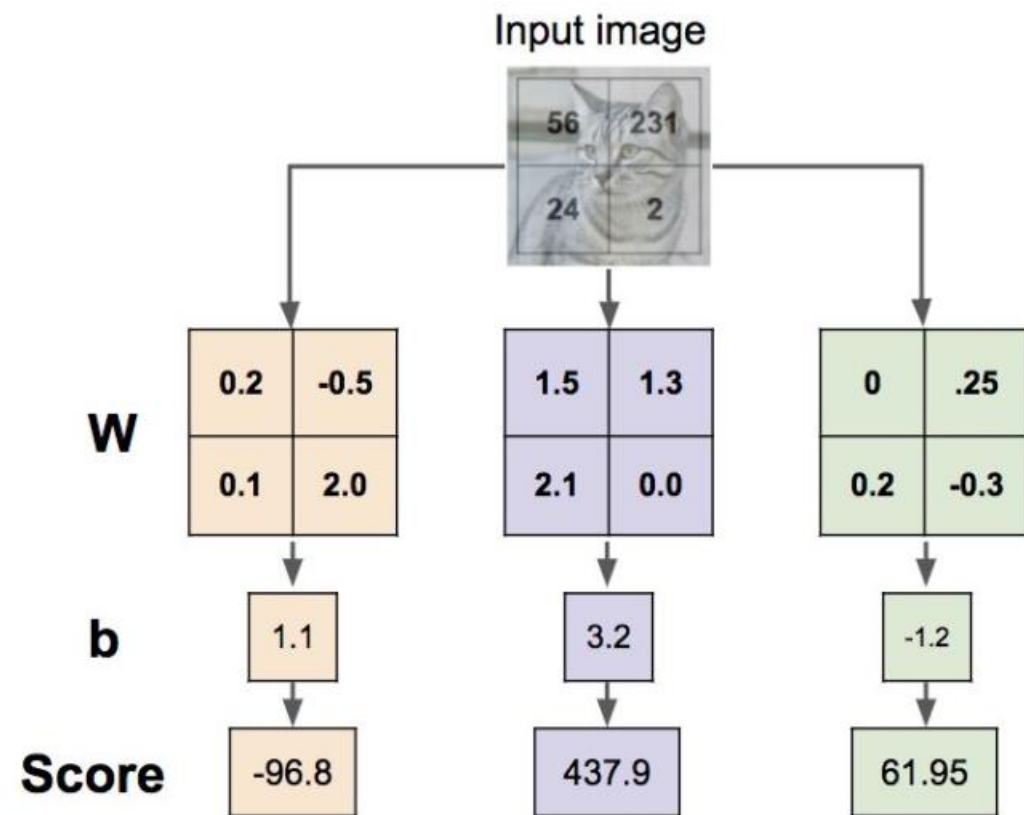 Input image
56 231
24 2
W
0.2 -0.5 1.5 1.3 0 .25
0.1 2.0 2.1 0.0 0.2 -0.3
b 1.1 3.2 -1.2
Score -96.8 437.9 61.95